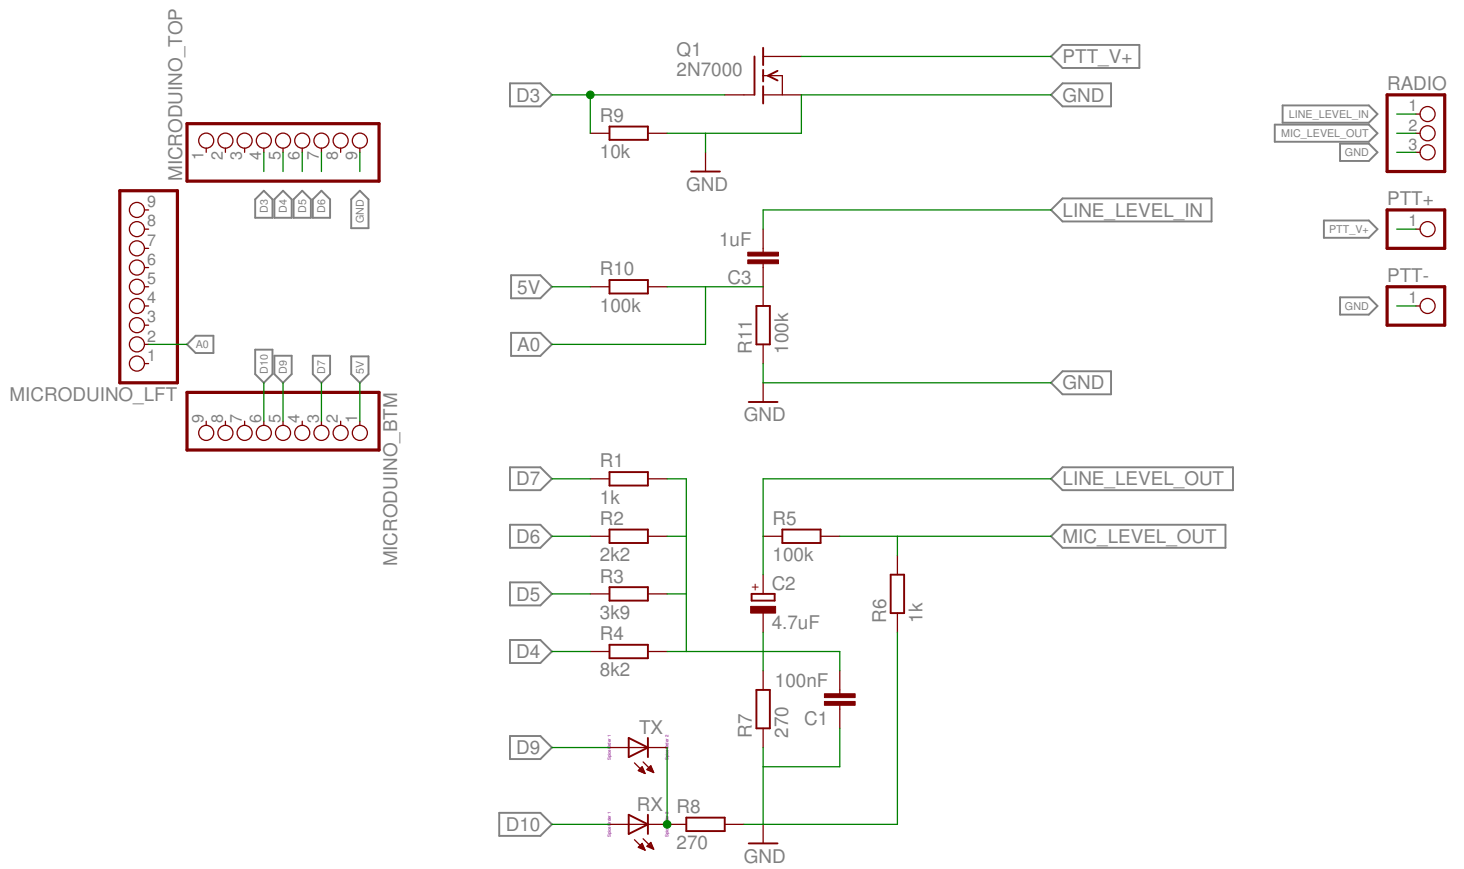 MICRODUINO_TOP
1
2
3
4
5
6
7
8
9
D3
D4
D5
D6
GND
9
8
7
6
5
4
3
2
1
A0
MICRODUINO_LFT
D10
D9
D7
5V
9
8
7
6
5
4
3
2
1
MICRODUINO_BTM
Q1
2N7000
PTT_V+
D3
GND
R9
10k
GND
LINE_LEVEL_IN
1uF
C3
R10
5V
100k
R11
100k
A0
GND
GND
D7
R1
1k
LINE_LEVEL_OUT
D6
R2
2k2
R5
100k
MIC_LEVEL_OUT
D5
R3
3k9
+
C2
4.7uF
R6
1k
D4
R4
8k2
100nF
C1
R7
270
D9
TX
D10
RX
R8
270
GND
RADIO
LINE_LEVEL_IN
1
MIC_LEVEL_OUT
2
GND
3
PTT+
PTT_V+
1
PTT-
GND
1